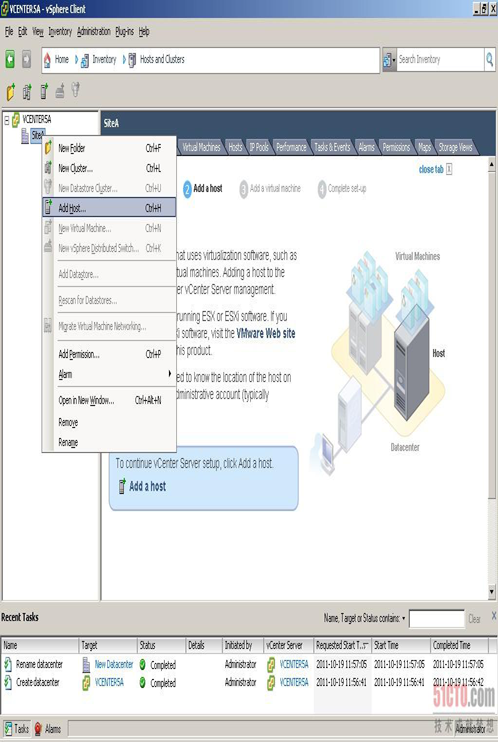 VCENTERSA - vSphere Client
File Edit View Inventory Administration Plug-ins Help
Home Inventory Hosts and Clusters
Search Inventory
VCENTERSA
SiteA
SiteA
Virtual Machines Hosts IP Pools Performance Tasks & Events Alarms Permissions Maps Storage Views
close tab X
2 Add a host 3 Add a virtual machine 4 Complete set-up
New Folder Ctrl+F
New Cluster... Ctrl+L
New Datastore Cluster... Ctrl+U
Add Host... Ctrl+H
New Virtual Machine... Ctrl+N
New vSphere Distributed Switch... Ctrl+K
Add Datastore...
Rescan for Datastores...
Migrate Virtual Machine Networking...
Add Permission... Ctrl+P
Alarm
Open in New Window... Ctrl+Alt+N
Remove
Rename
that uses virtualization software, such as
tual machines. Adding a host to the
er vCenter Server management.
running ESX or ESXi software. If you
i software, visit the VMware Web site
his product.
ed to know the location of the host on
dministrative account (typically
Virtual Machines
Host
Datacenter
To continue vCenter Server setup, click Add a host.
Add a host
Recent Tasks
Name, Target or Status contains: Clear X
Name Target Status Details Initiated by vCenter Server Requested Start T... Start Time Completed Time
Rename datacenter New Datacenter Completed Administrator VCENTERSA 2011-10-19 11:57:05 2011-10-19 11:57:05 2011-10-19 11:57:05
Create datacenter VCENTERSA Completed Administrator VCENTERSA 2011-10-19 11:56:41 2011-10-19 11:56:41 2011-10-19 11:56:42
51CTO.com
技术成就梦想
Tasks Alarms Administrator